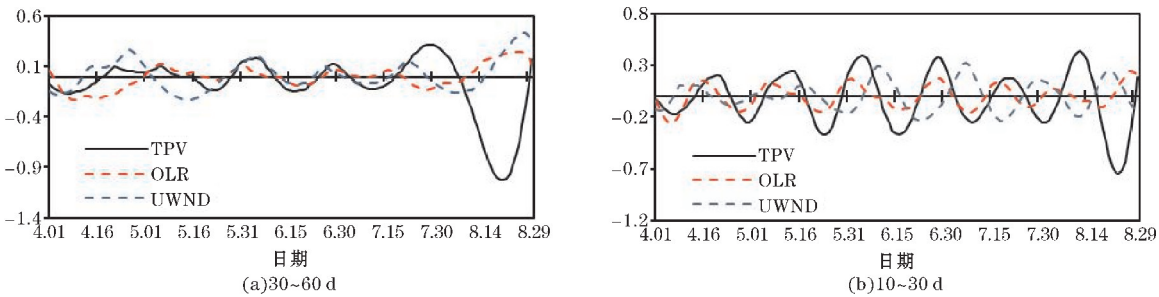 0.6
0.1
-0.4
-0.9
-1.4
TPV
OLR
UWND
4.01 4.16 5.01 5.16 5.31 6.15 6.30 7.15 7.30 8.14 8.29
日期
(a)30~60 d
0.8
0.3
-0.2
-0.7
-1.2
TPV
OLR
UWND
4.01 4.16 5.01 5.16 5.31 6.15 6.30 7.15 7.30 8.14 8.29
日期
(b)10~30 d